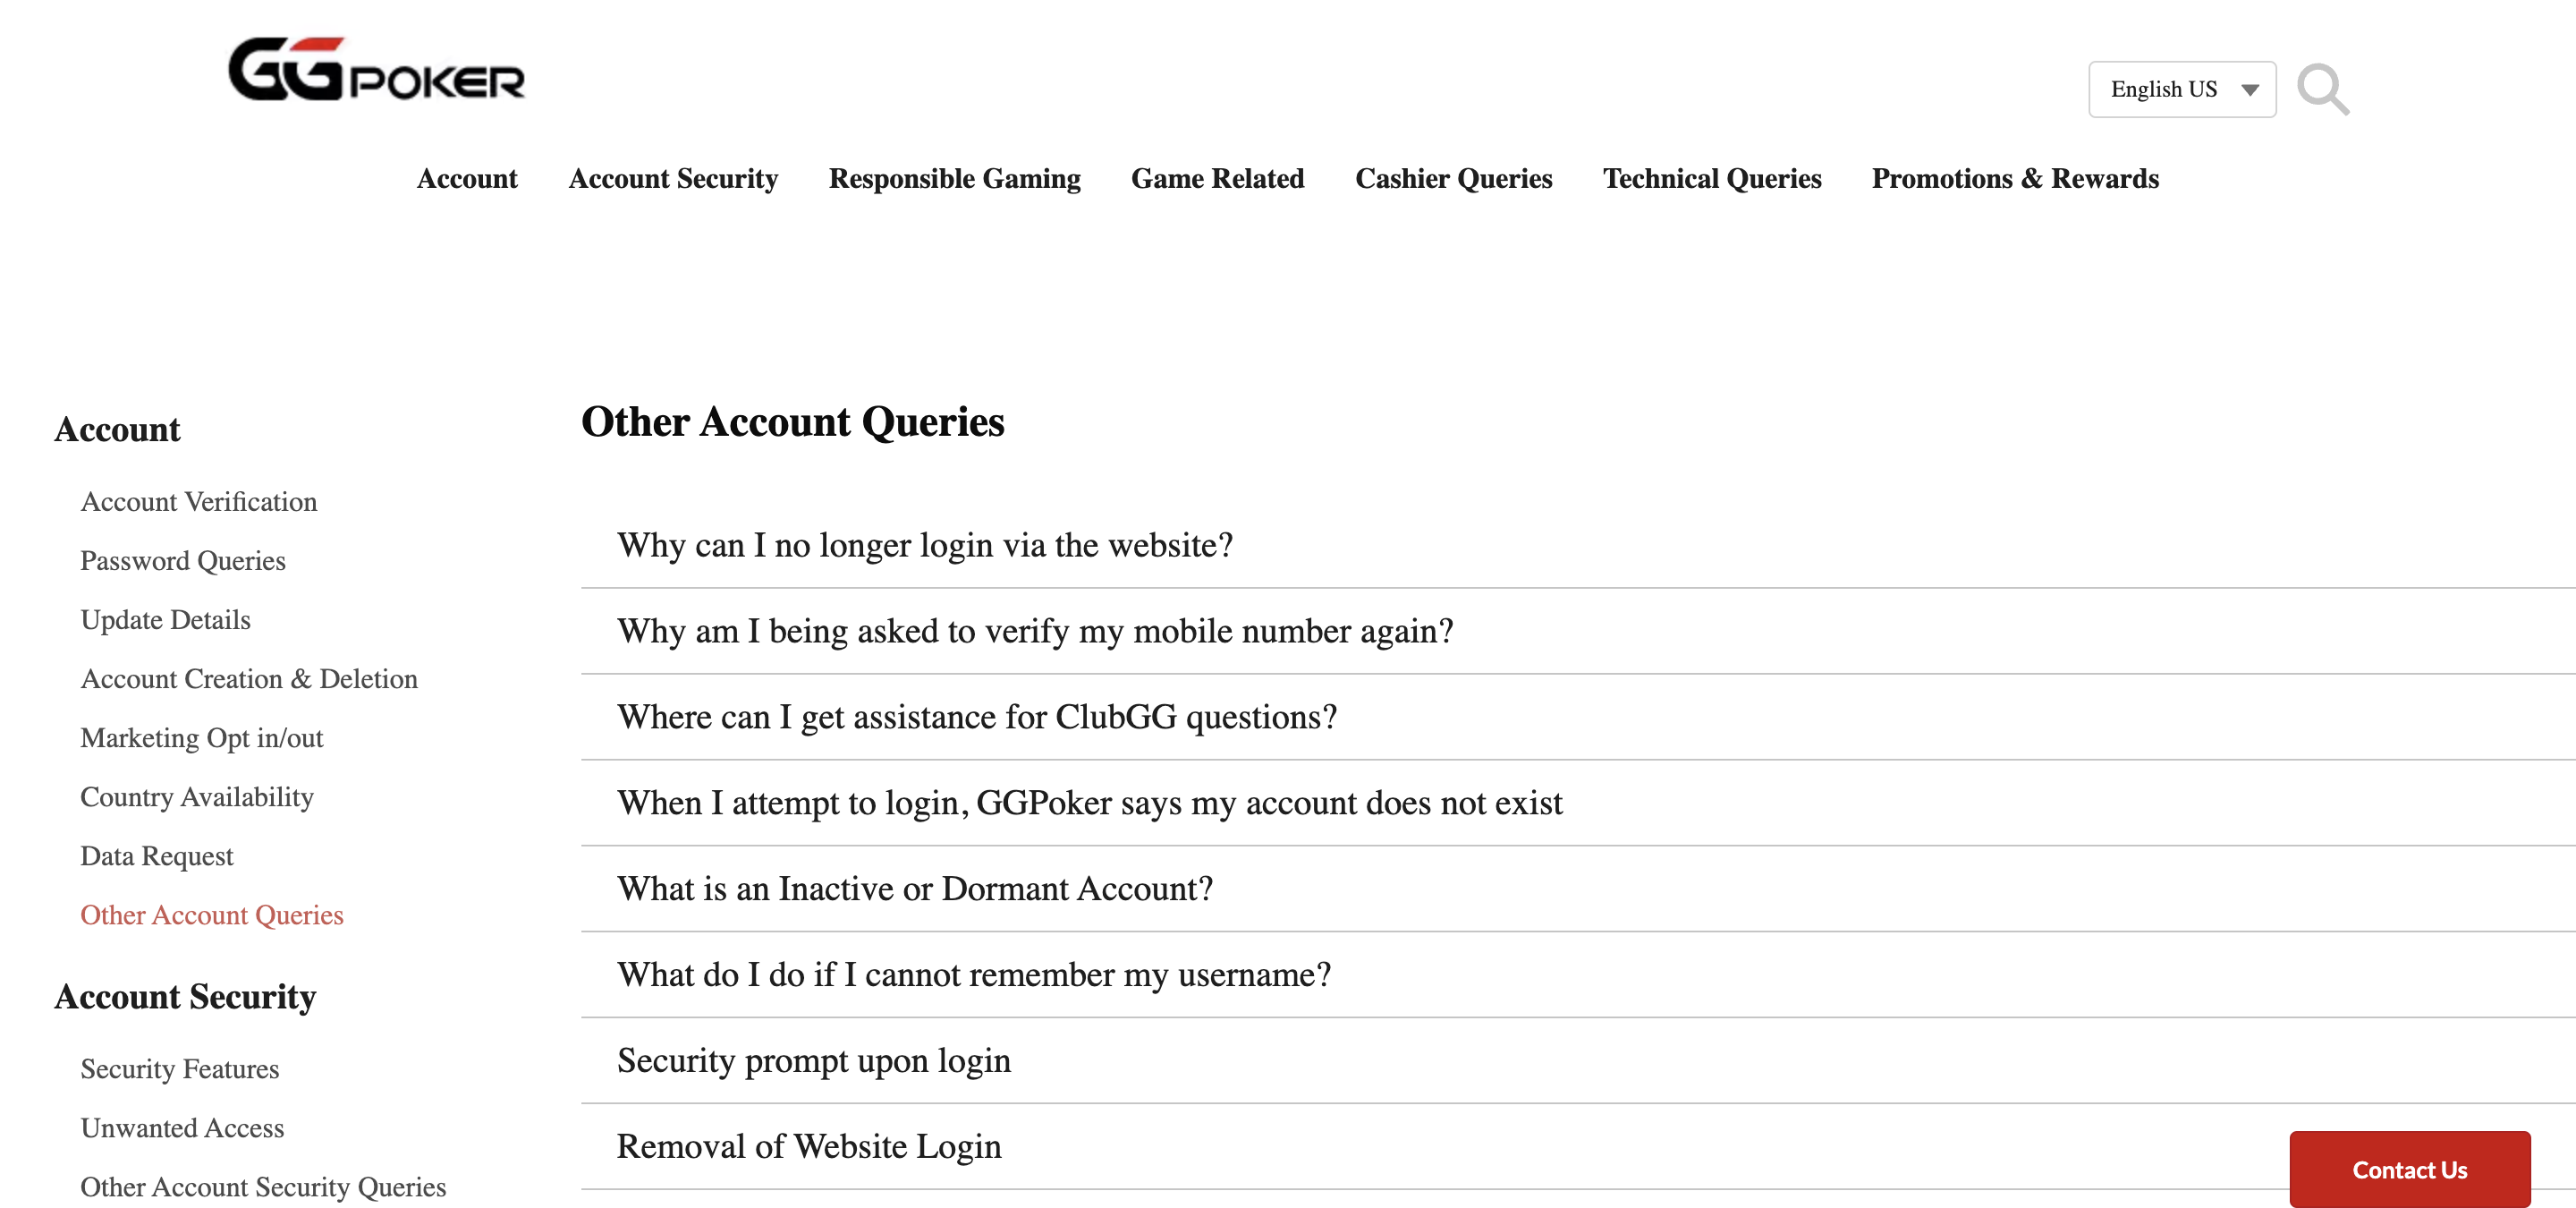 GGPOKER
English US
Account
Account Security
Responsible Gaming
Game Related
Cashier Queries
Technical Queries
Promotions & Rewards
Account
Account Verification
Password Queries
Update Details
Account Creation & Deletion
Marketing Opt in/out
Country Availability
Data Request
Other Account Queries
Account Security
Security Features
Unwanted Access
Other Account Security Queries
Other Account Queries
Why can I no longer login via the website?
Why am I being asked to verify my mobile number again?
Where can I get assistance for ClubGG questions?
When I attempt to login, GGPoker says my account does not exist
What is an Inactive or Dormant Account?
What do I do if I cannot remember my username?
Security prompt upon login
Removal of Website Login
Contact Us